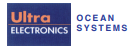 Ultra
ELECTRONICS
OCEAN
SYSTEMS